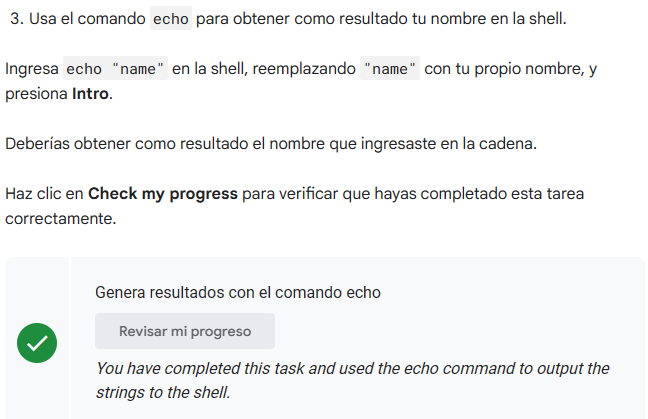 3. Usa el comando echo para obtener como resultado tu nombre en la shell.
Ingresa echo "name" en la shell, reemplazando "name" con tu propio nombre, y
presiona Intro.
Deberías obtener como resultado el nombre que ingresaste en la cadena.
Haz clic en Check my progress para verificar que hayas completado esta tarea
correctamente.
Genera resultados con el comando echo
Revisar mi progreso
You have completed this task and used the echo command to output the
strings to the shell.